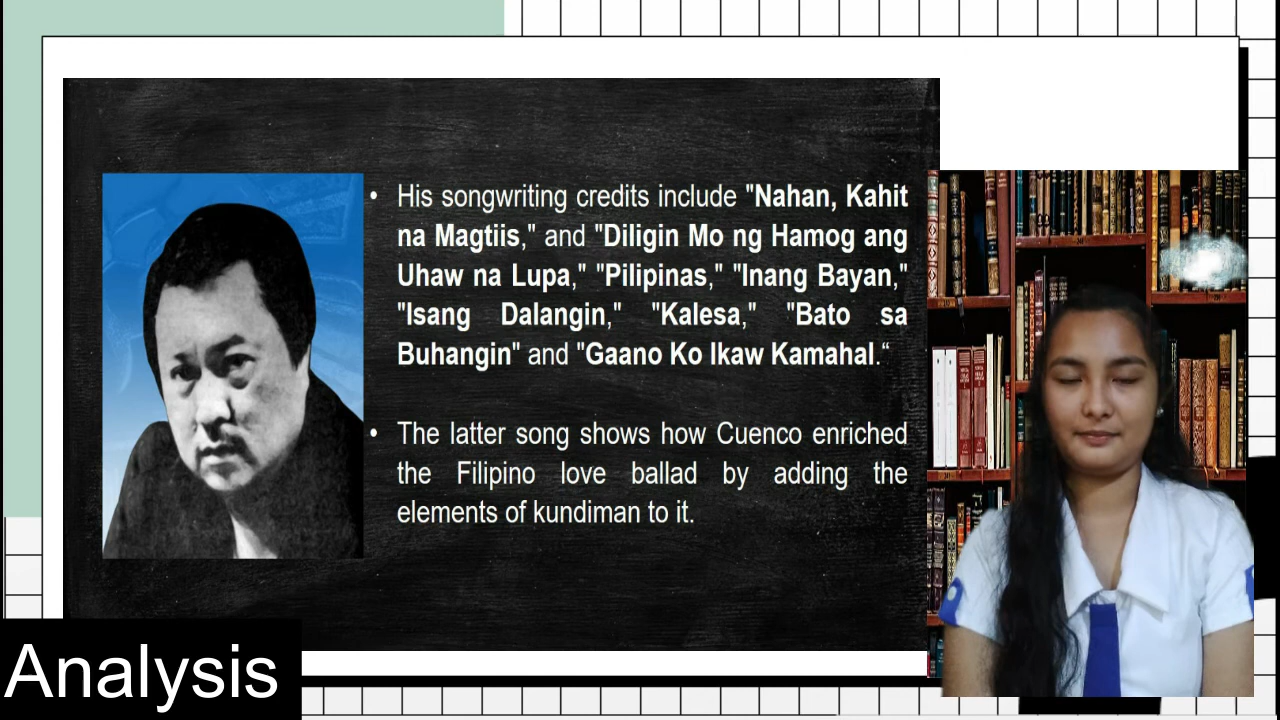 • His songwriting credits include "Nahan, Kahit
na Magtiis," and "Diligin Mo ng Hamog ang
Uhaw na Lupa," "Pilipinas," "Inang Bayan,"
"Isang Dalangin," "Kalesa," "Bato sa
Buhangin" and "Gaano Ko Ikaw Kamahal.“
• The latter song shows how Cuenco enriched
the Filipino love ballad by adding the
elements of kundiman to it.
Analysis